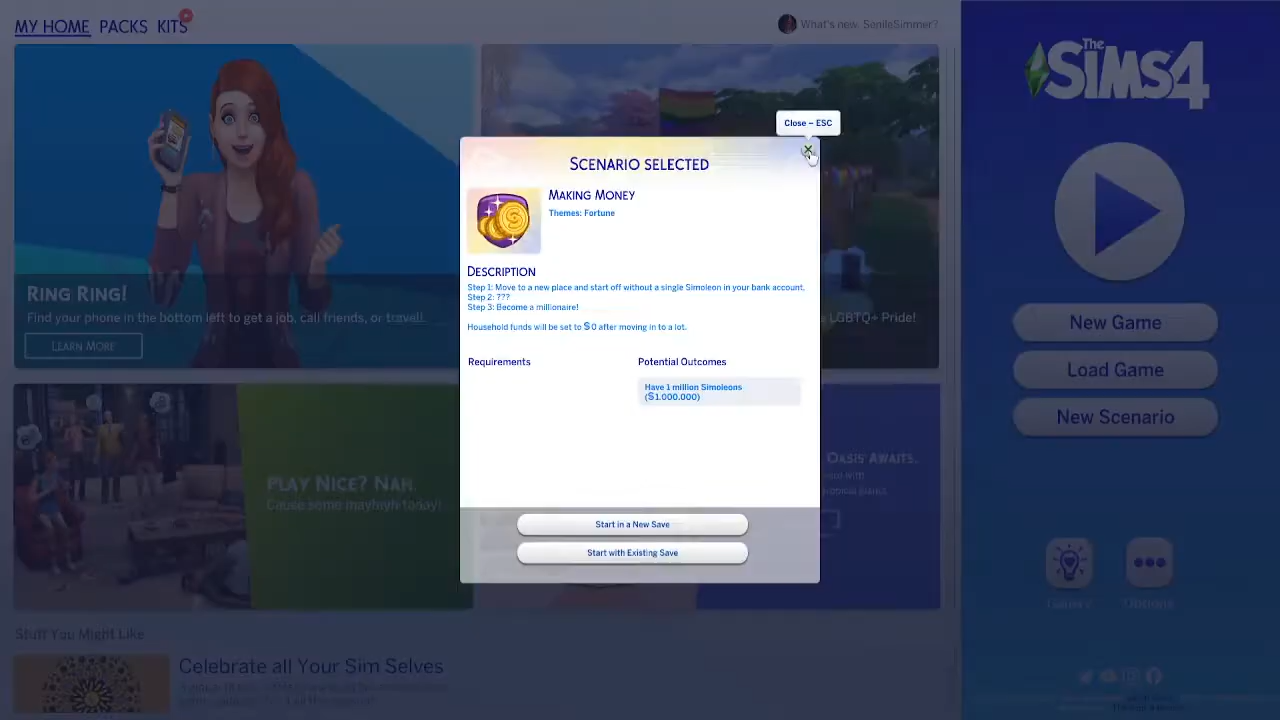 MY HOME PACKS KITS
What's new, SenileSimmer?
The SIMS 4
Close – ESC
SCENARIO SELECTED
MAKING MONEY
Themes: Fortune
DESCRIPTION
Step 1: Move to a new place and start off without a single Simoleon in your bank account.
Step 2: ???
Step 3: Become a millionaire!
Household funds will be set to §0 after moving in to a lot.
Requirements
Potential Outcomes
Have 1 million Simoleons
(§1.000.000)
Start in a New Save
Start with Existing Save
RING RING!
Find your phone in the bottom left to get a job, call friends, or travel!
LEARN MORE
LGBTQ+ Pride!
New Game
Load Game
New Scenario
PLAY NICE? NAH.
Cause some mayhem today!
OASIS AWAITS.
Gallery
Options
Stuff You Might Like
Celebrate all Your Sim Selves